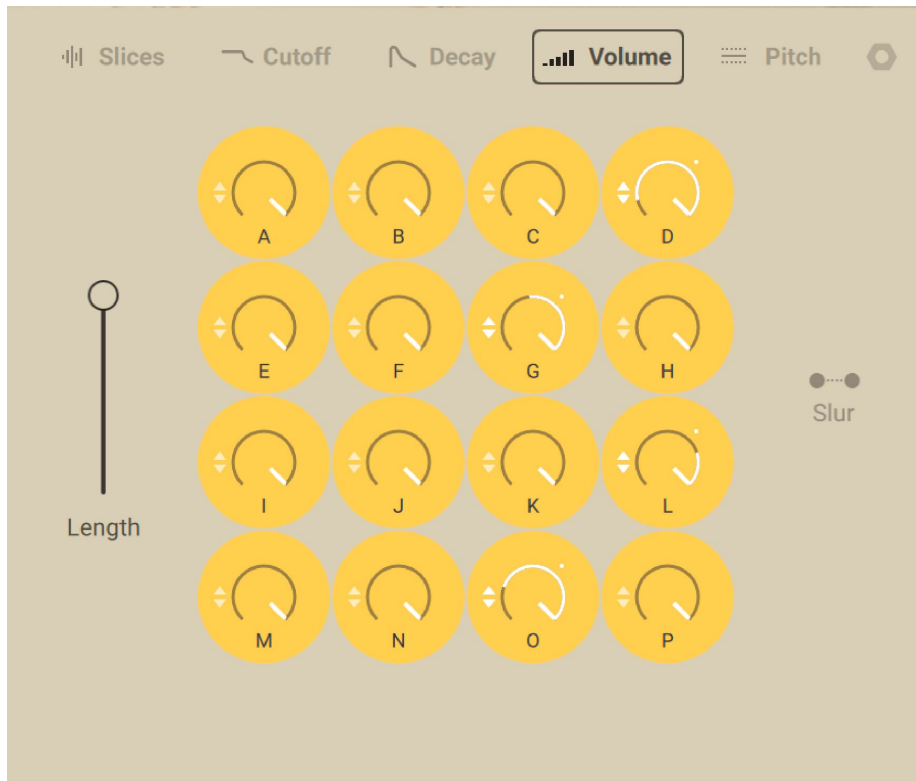 Slices Cutoff Decay Volume Pitch
A B C D
E F G H
Slur
I J K L
Length
M N O P